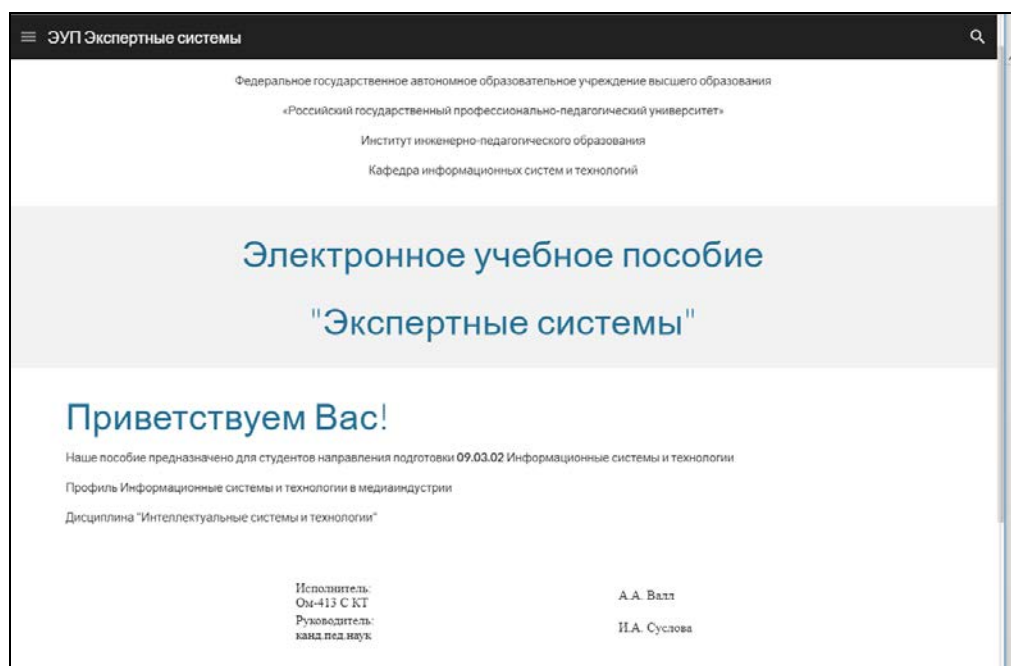 ЭУП Экспертные системы
Федеральное государственное автономное образовательное учреждение высшего образования
«Российский государственный профессионально-педагогический университет»
Институт инженерно-педагогического образования
Кафедра информационных систем и технологий
Электронное учебное пособие
"Экспертные системы"
Приветствуем Вас!
Наше пособие предназначено для студентов направления подготовки 09.03.02 Информационные системы и технологии
Профиль Информационные системы и технологии в медиаиндустрии
Дисциплина "Интеллектуальные системы и технологии"
Исполнитель:
Ом-413 С КТ
А.А. Валл
Руководитель:
канд.пед.наук
И.А. Суслова